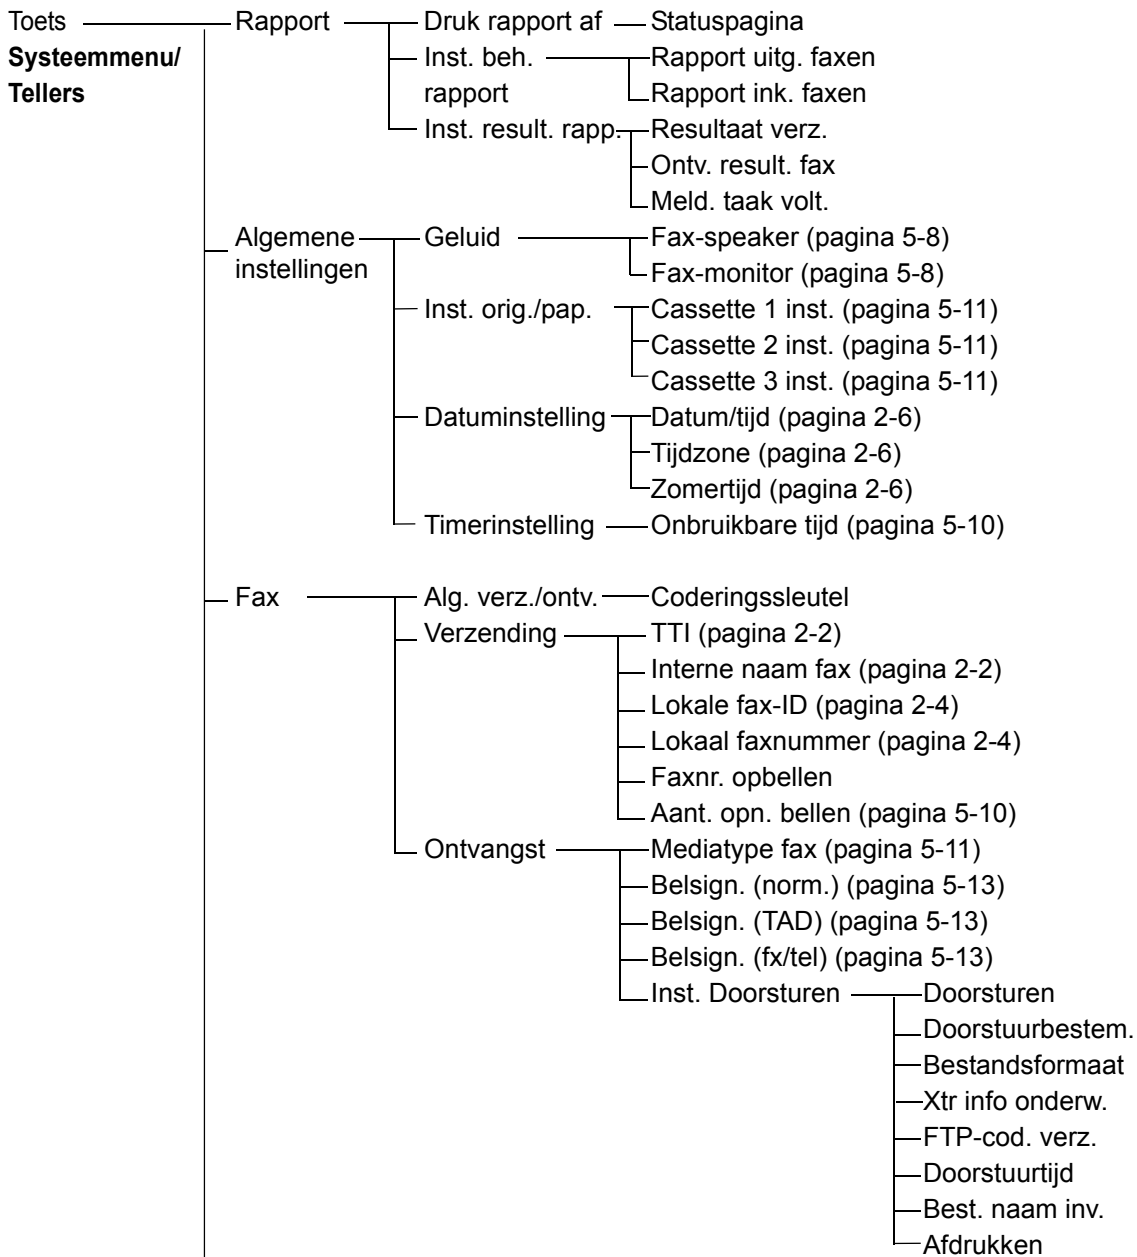 Toets Rapport Druk rapport af Statuspagina
Systeemmenu/ Inst. beh. Rapport uitg. faxen
Tellers rapport Rapport ink. faxen
Inst. result. rapp. Resultaat verz.
Ontv. result. fax
Meld. taak volt.
Algemene Geluid Fax-speaker (pagina 5-8)
instellingen Fax-monitor (pagina 5-8)
Inst. orig./pap. Cassette 1 inst. (pagina 5-11)
Cassette 2 inst. (pagina 5-11)
Cassette 3 inst. (pagina 5-11)
Datuminstelling Datum/tijd (pagina 2-6)
Tijdzone (pagina 2-6)
Zomertijd (pagina 2-6)
Timerinstelling Onbruikbare tijd (pagina 5-10)
Fax Alg. verz./ontv. Coderingssleutel
Verzending TTI (pagina 2-2)
Interne naam fax (pagina 2-2)
Lokale fax-ID (pagina 2-4)
Lokaal faxnummer (pagina 2-4)
Faxnr. opbellen
Aant. opn. bellen (pagina 5-10)
Ontvangst Mediatype fax (pagina 5-11)
Belsign. (norm.) (pagina 5-13)
Belsign. (TAD) (pagina 5-13)
Belsign. (fx/tel) (pagina 5-13)
Inst. Doorsturen Doorsturen
Doorstuurbestem.
Bestandsformaat
Xtr info onderw.
FTP-cod. verz.
Doorstuurtijd
Best. naam inv.
Afdrukken